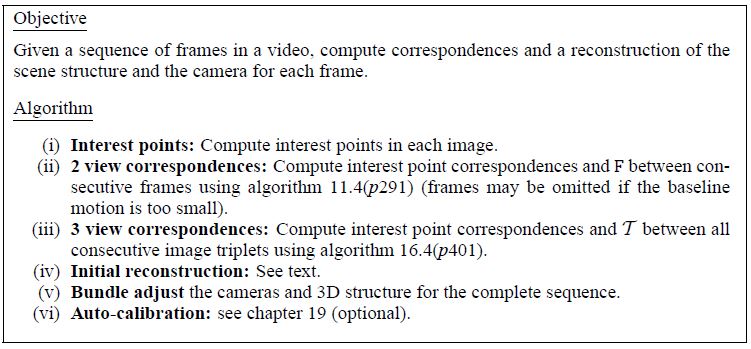 Objective
Given a sequence of frames in a video, compute correspondences and a reconstruction of the
scene structure and the camera for each frame.
Algorithm
(i) Interest points: Compute interest points in each image.
(ii) 2 view correspondences: Compute interest point correspondences and F between con-
secutive frames using algorithm 11.4(p291) (frames may be omitted if the baseline
motion is too small).
(iii) 3 view correspondences: Compute interest point correspondences and 𝒯 between all
consecutive image triplets using algorithm 16.4(p401).
(iv) Initial reconstruction: See text.
(v) Bundle adjust the cameras and 3D structure for the complete sequence.
(vi) Auto-calibration: see chapter 19 (optional).